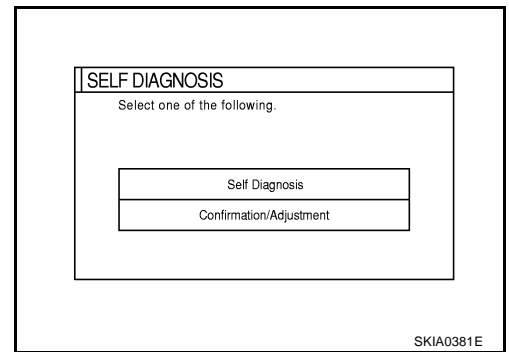 SELF DIAGNOSIS
Select one of the following.
Self Diagnosis
Confirmation/Adjustment
SKIA0381E